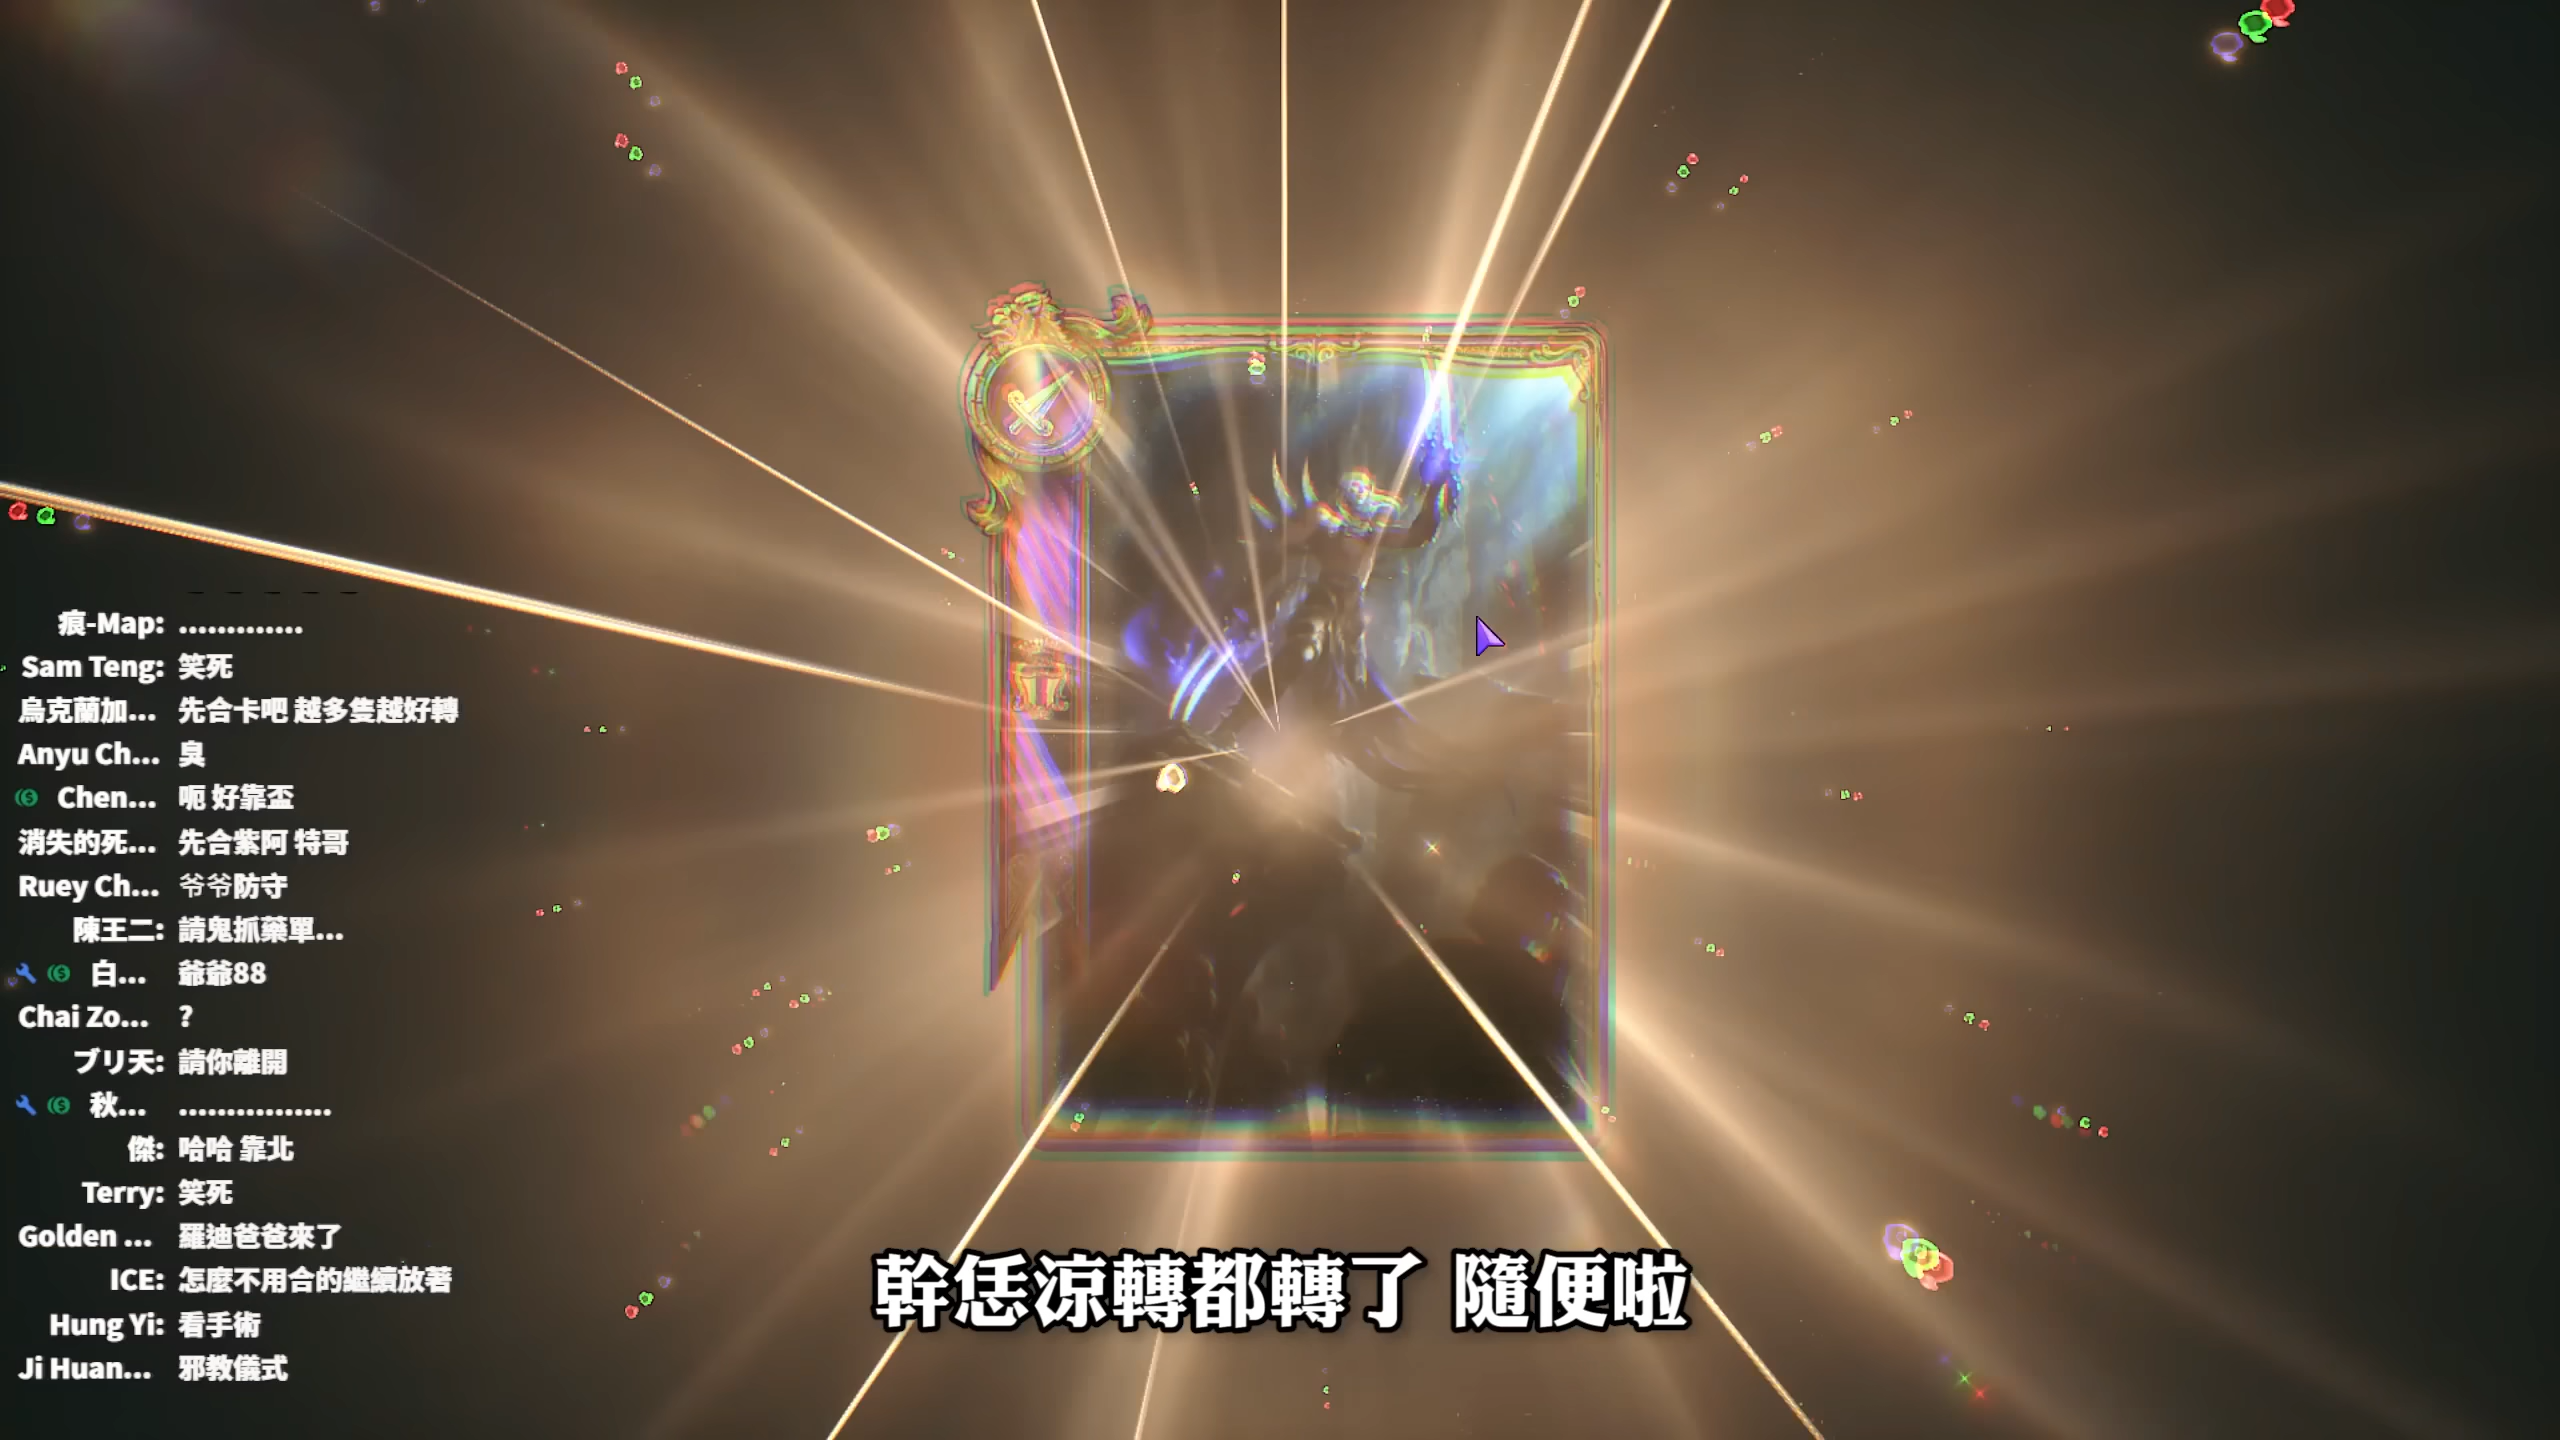 痕-Map: .............
Sam Teng: 笑死
烏克蘭加... 先合卡吧 越多隻越好轉
Anyu Ch... 臭
Chen... 呃 好靠盃
消失的死... 先合紫阿 特哥
Ruey Ch... 爷爷防守
陳王二: 請鬼抓藥單...
白... 爺爺88
Chai Zo... ?
ブリ天: 請你離開
秋... ................
傑: 哈哈 靠北
Terry: 笑死
Golden ... 羅迪爸爸來了
ICE: 怎麼不用合的繼續放著
Hung Yi: 看手術
Ji Huan... 邪教儀式
幹恁凉轉都轉了 隨便啦